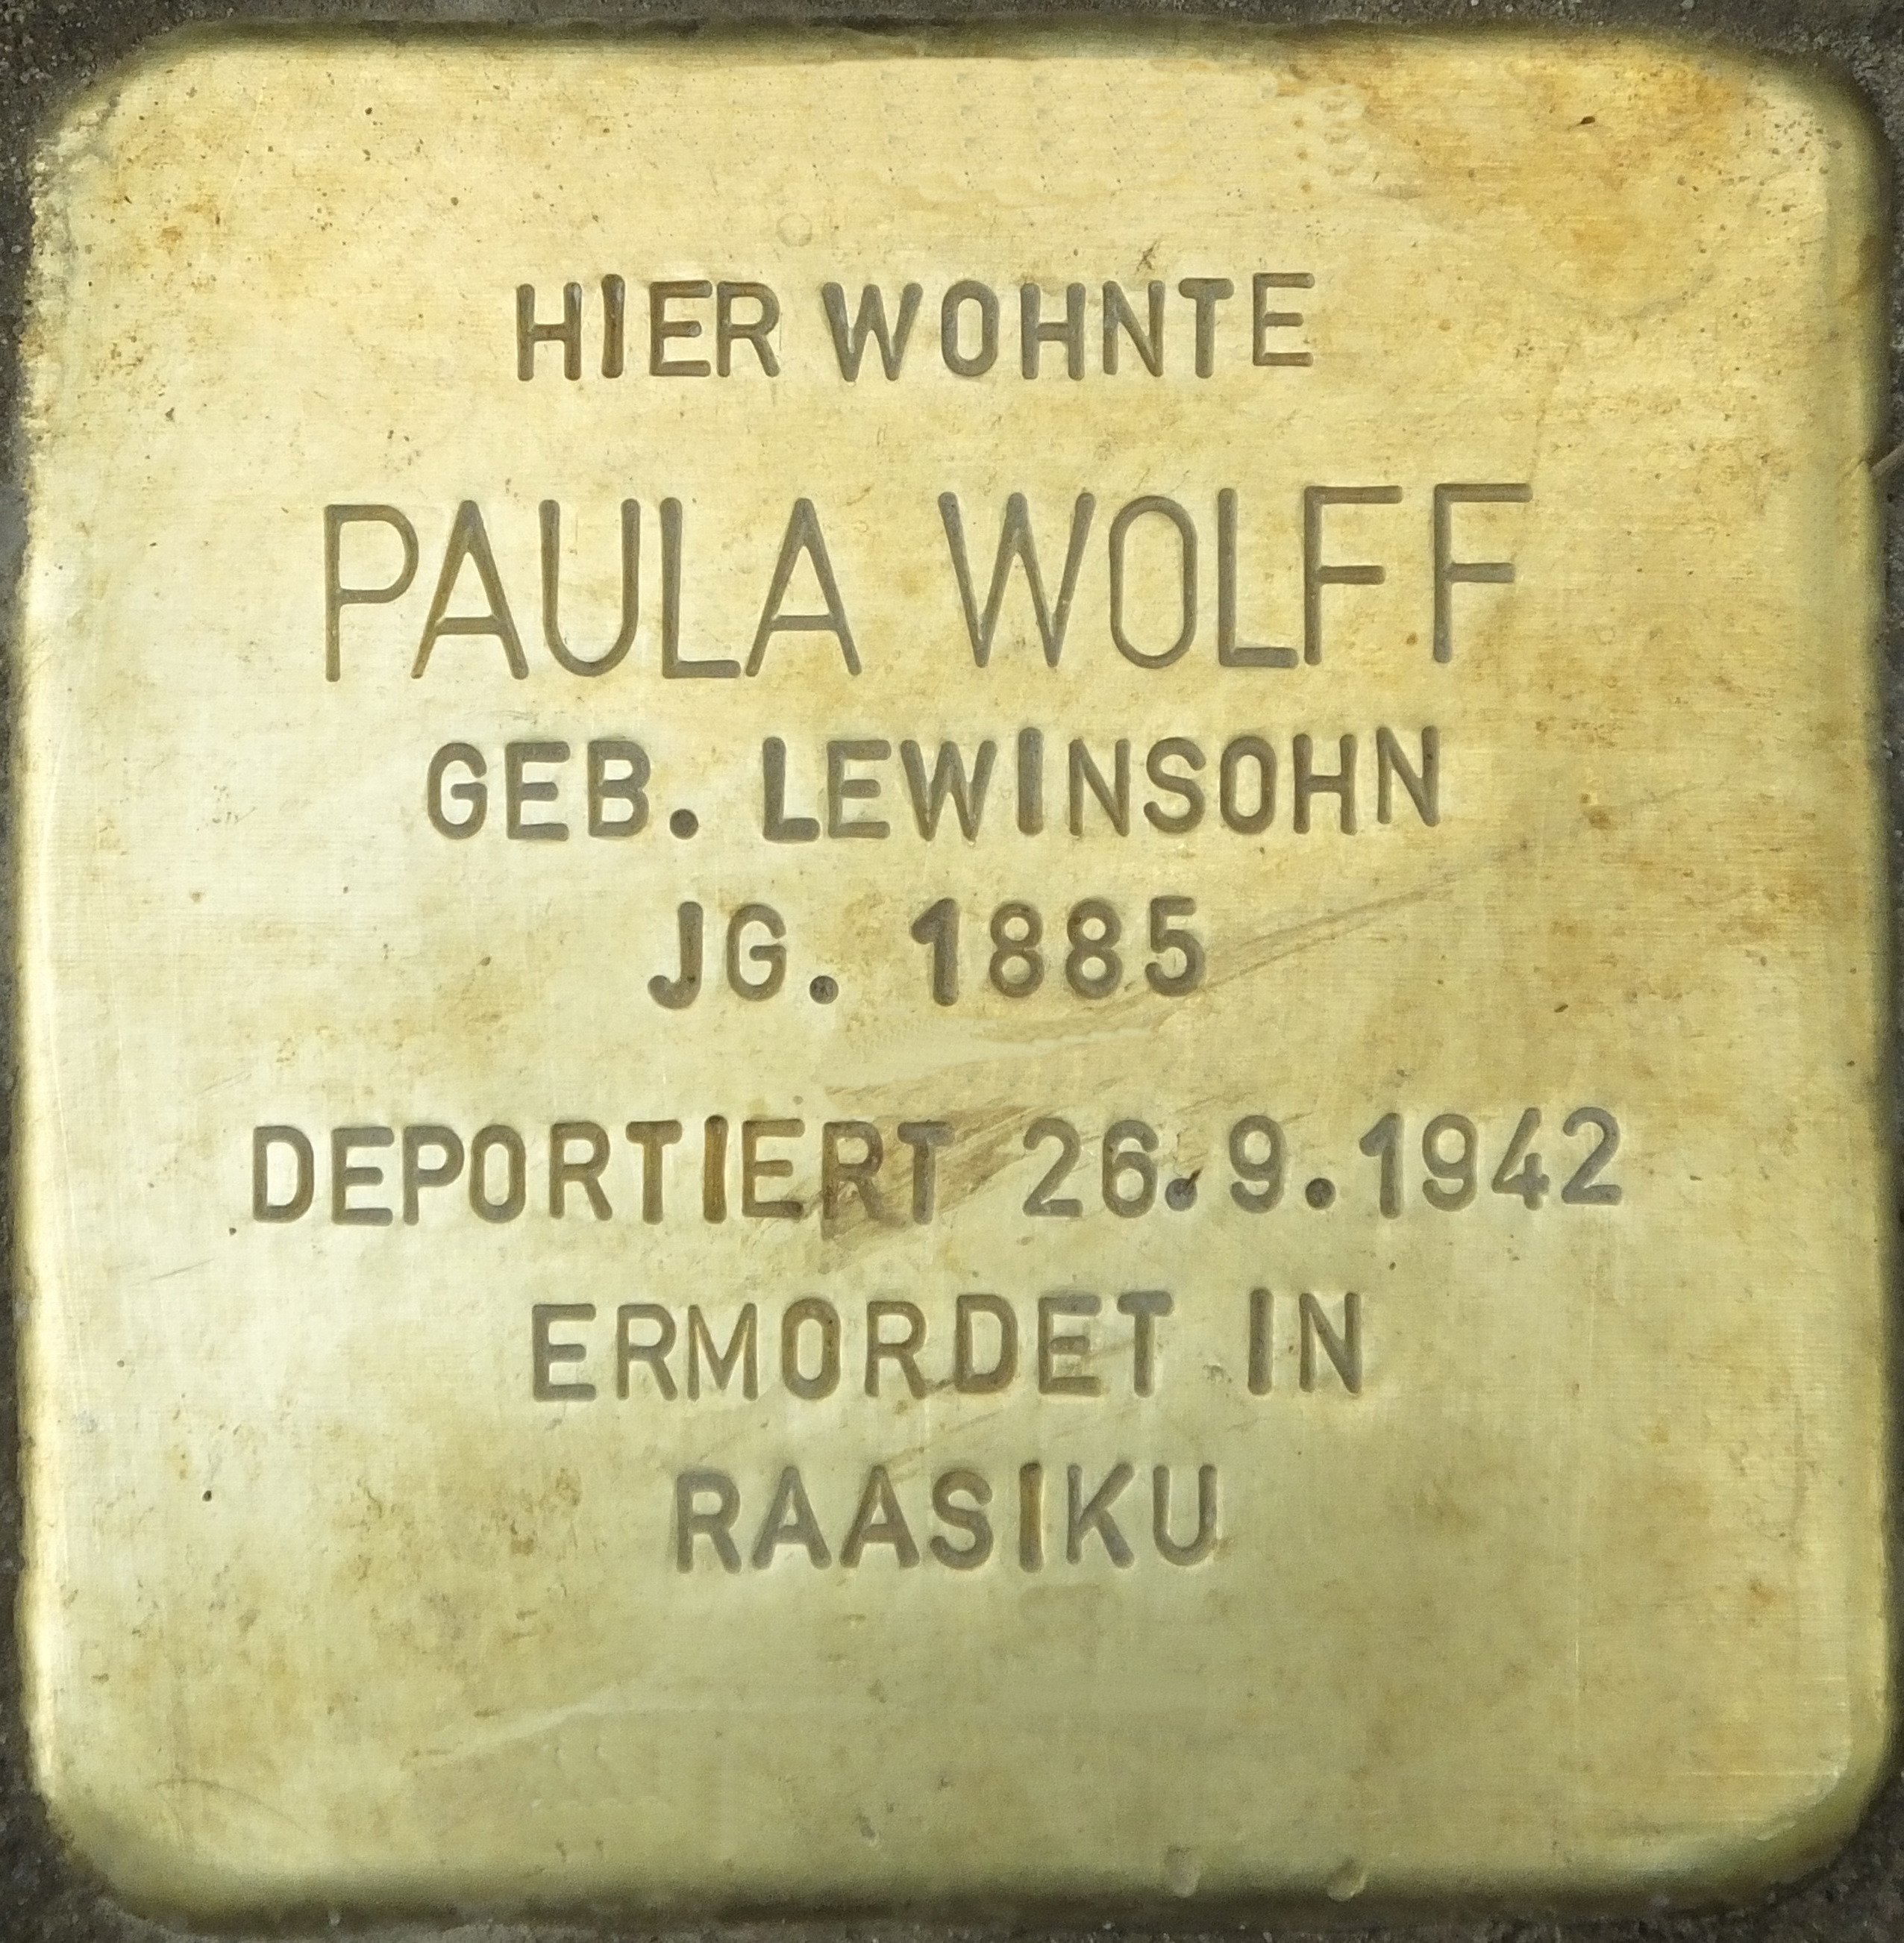 HIER WOHNTE
PAULA WOLFF
GEB. LEWINSOHN
JG. 1885
DEPORTIERT 26.9.1942
ERMORDET IN
RAASIKU